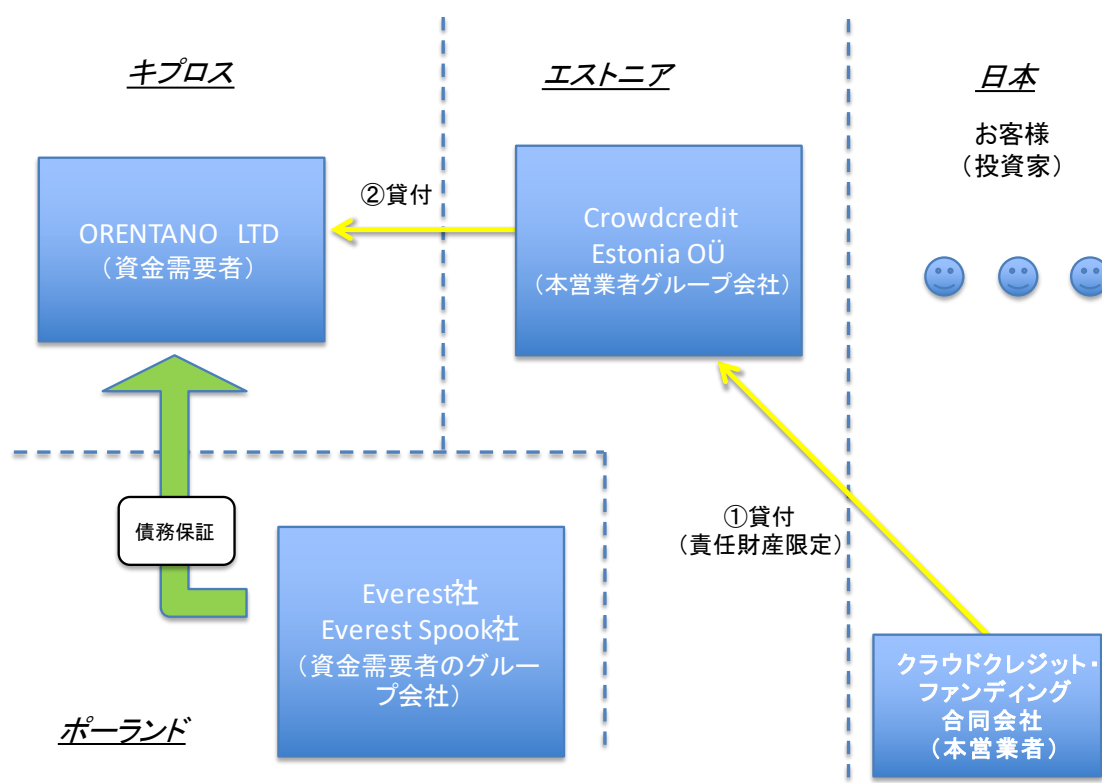 キプロス
エストニア
日本
お客様
（投資家）
ORENTANO LTD
（資金需要者）
②貸付
Crowdcredit
Estonia OÜ
（本営業者グループ会社）
債務保証
①貸付
（責任財産限定）
Everest社
Everest Spook社
（資金需要者のグルー
プ会社）
クラウドクレジット・
ファンディング
合同会社
（本営業者）
ポーランド